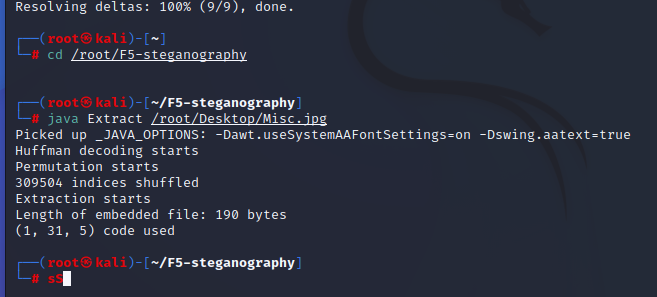 Resolving deltas: 100% (9/9), done.
┌──(root㉿kali)-[~]
└─# cd /root/F5-steganography
┌──(root㉿kali)-[~/F5-steganography]
└─# java Extract /root/Desktop/Misc.jpg
Picked up _JAVA_OPTIONS: -Dawt.useSystemAAFontSettings=on -Dswing.aatext=true
Huffman decoding starts
Permutation starts
309504 indices shuffled
Extraction starts
Length of embedded file: 190 bytes
(1, 31, 5) code used
┌──(root㉿kali)-[~/F5-steganography]
└─# sS